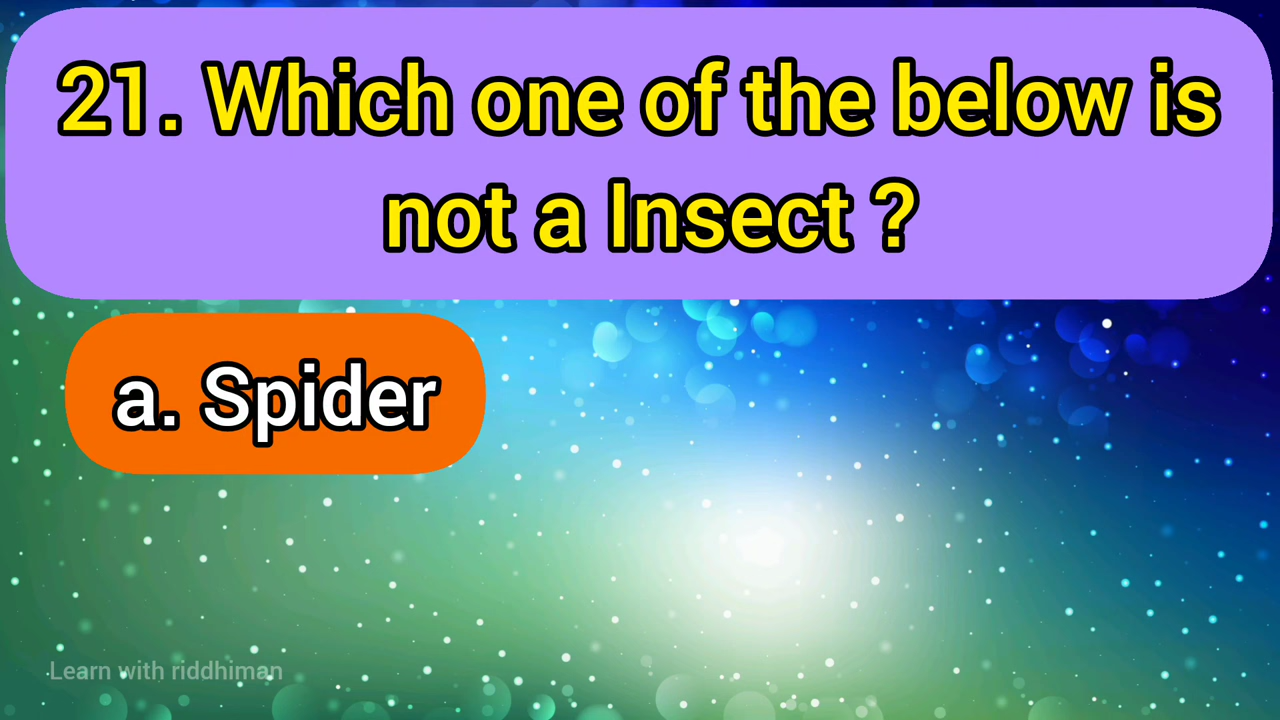 21. Which one of the below is
not a Insect ?
a. Spider
Learn with riddhiman